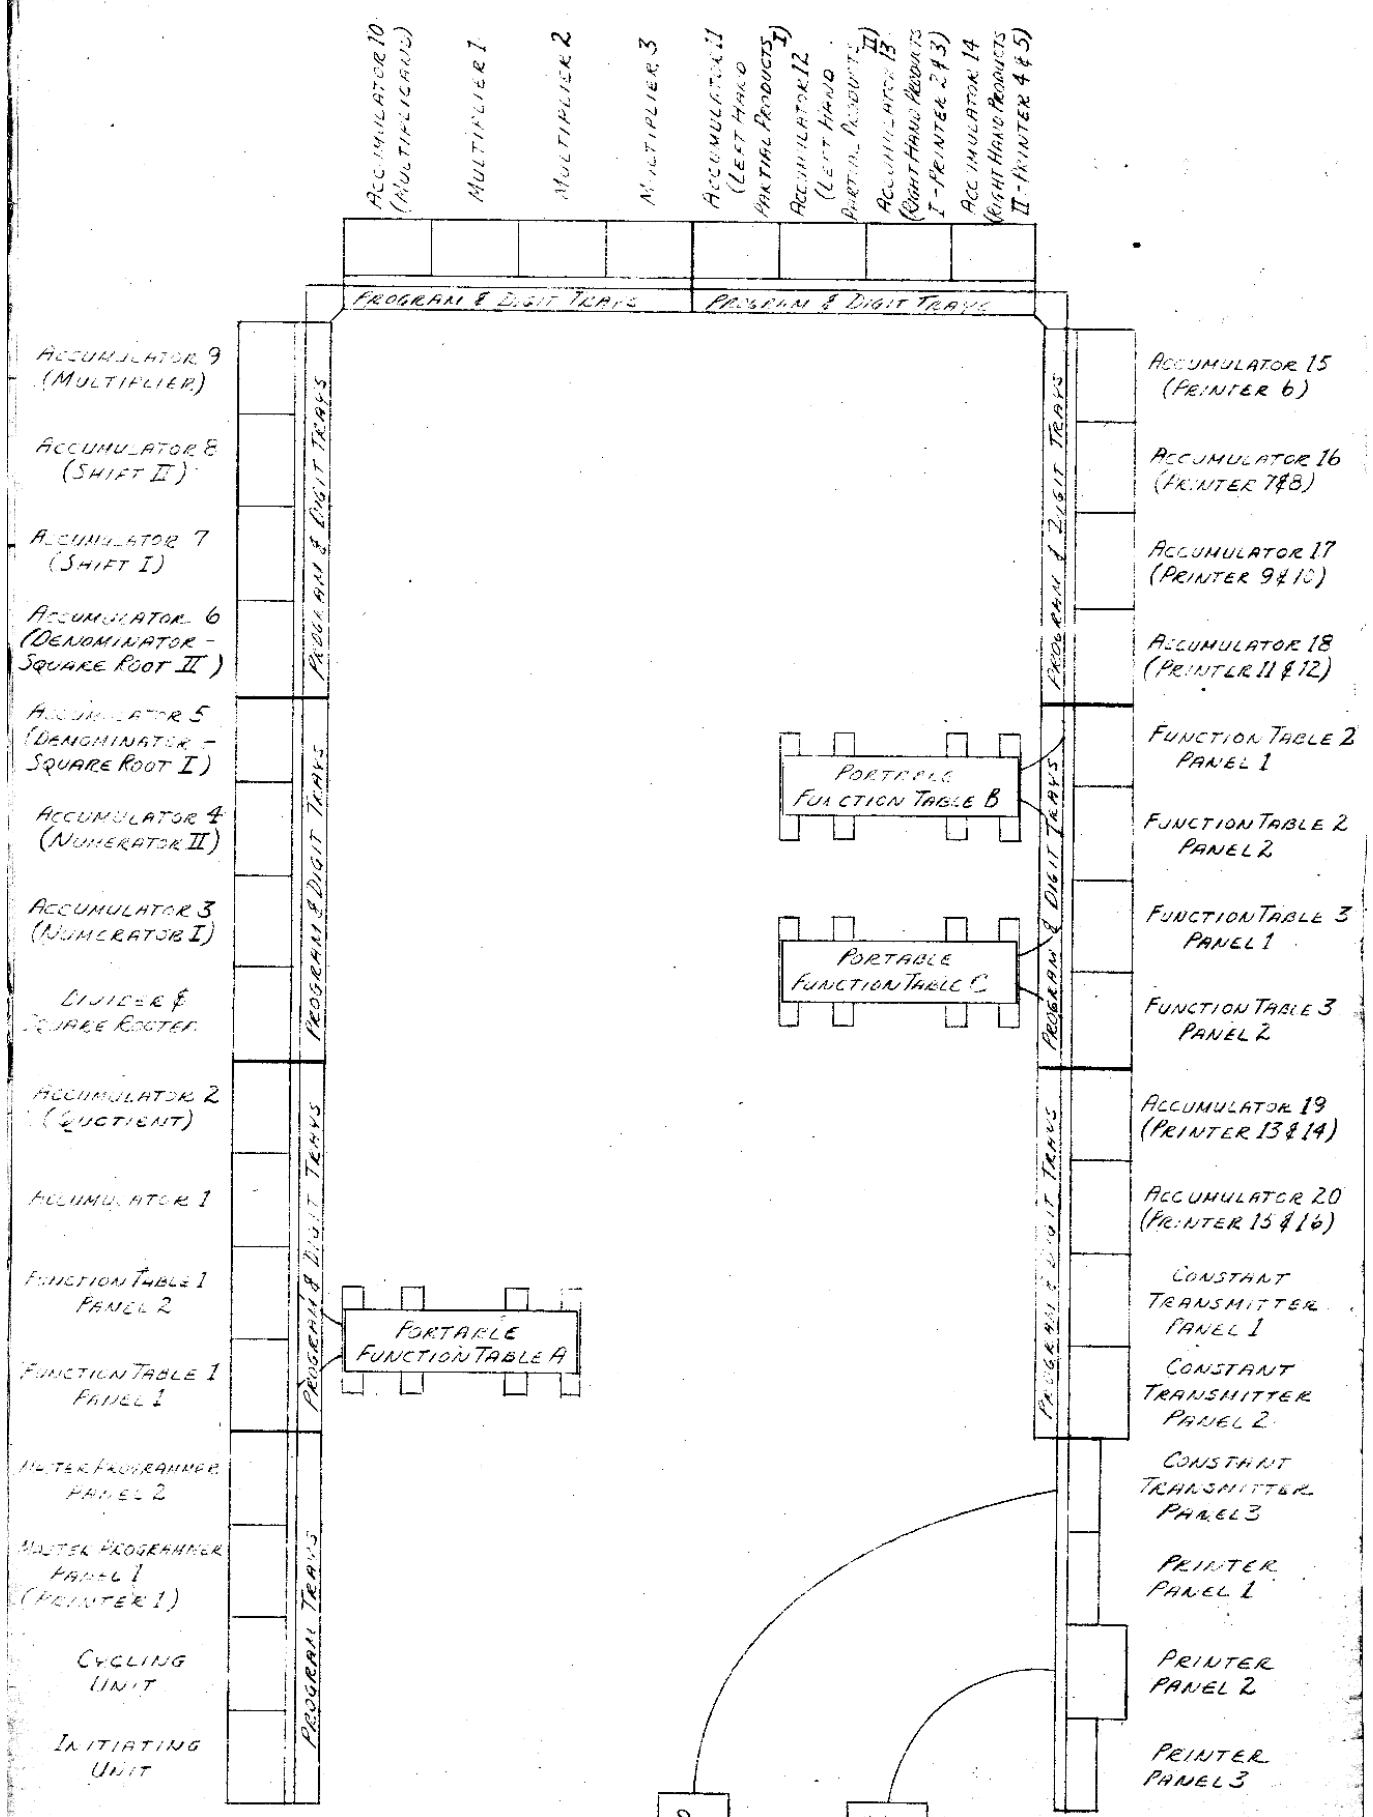 ACCUMULATOR 10
(MULTIPLICAND)
MULTIPLIER 1
MULTIPLIER 2
MULTIPLIER 3
ACCUMULATOR 11
(LEFT HAND
PARTIAL PRODUCTS I)
ACCUMULATOR 12
(LEFT HAND
PARTIAL PRODUCTS II)
ACCUMULATOR 13
(RIGHT HAND PRODUCTS
I - PRINTER 2 & 3)
ACCUMULATOR 14
(RIGHT HAND PRODUCTS
II - PRINTER 4 & 5)
PROGRAM & DIGIT TRAYS
PROGRAM & DIGIT TRAYS
ACCUMULATOR 9
(MULTIPLIER)
ACCUMULATOR 8
(SHIFT II)
ACCUMULATOR 7
(SHIFT I)
ACCUMULATOR 6
(DENOMINATOR -
SQUARE ROOT II)
ACCUMULATOR 5
(DENOMINATOR -
SQUARE ROOT I)
ACCUMULATOR 4
(NUMERATOR II)
ACCUMULATOR 3
(NUMERATOR I)
DIVIDER &
SQUARE ROOTER
ACCUMULATOR 2
(QUOTIENT)
ACCUMULATOR 1
FUNCTION TABLE 1
PANEL 2
FUNCTION TABLE 1
PANEL 1
MASTER PROGRAMMER
PANEL 2
MASTER PROGRAMMER
PANEL 1
(PRINTER 1)
CYCLING
UNIT
INITIATING
UNIT
PROGRAM & DIGIT TRAYS
PROGRAM & DIGIT TRAYS
PROGRAM & DIGIT TRAYS
PROGRAM TRAYS
PORTABLE
FUNCTION TABLE A
PORTABLE
FUNCTION TABLE B
PORTABLE
FUNCTION TABLE C
PROGRAM & DIGIT TRAYS
PROGRAM & DIGIT TRAYS
PROGRAM & DIGIT TRAYS
ACCUMULATOR 15
(PRINTER 6)
ACCUMULATOR 16
(PRINTER 7&8)
ACCUMULATOR 17
(PRINTER 9&10)
ACCUMULATOR 18
(PRINTER 11 & 12)
FUNCTION TABLE 2
PANEL 1
FUNCTION TABLE 2
PANEL 2
FUNCTION TABLE 3
PANEL 1
FUNCTION TABLE 3
PANEL 2
ACCUMULATOR 19
(PRINTER 13 & 14)
ACCUMULATOR 20
(PRINTER 15 & 16)
CONSTANT
TRANSMITTER
PANEL 1
CONSTANT
TRANSMITTER
PANEL 2
CONSTANT
TRANSMITTER
PANEL 3
PRINTER
PANEL 1
PRINTER
PANEL 2
PRINTER
PANEL 3